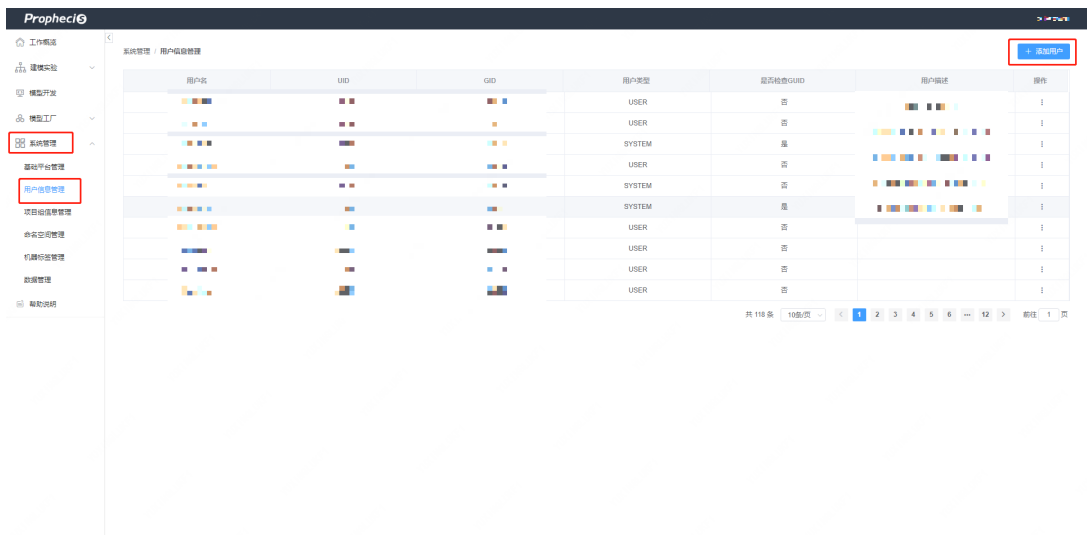 PropheciS
工作概览
建模实验
模型开发
模型工厂
系统管理
基础平台管理
用户信息管理
项目组信息管理
命名空间管理
机器标签管理
数据管理
帮助说明
系统管理 / 用户信息管理
+ 添加用户
用户名 UID GID 用户类型 是否检查GUID 用户描述 操作
USER 否
USER 否
SYSTEM 是
USER 否
SYSTEM 否
SYSTEM 是
USER 否
USER 否
USER 否
USER 否
共 118 条 10条/页 < 1 2 3 4 5 6 ··· 12 > 前往 1 页